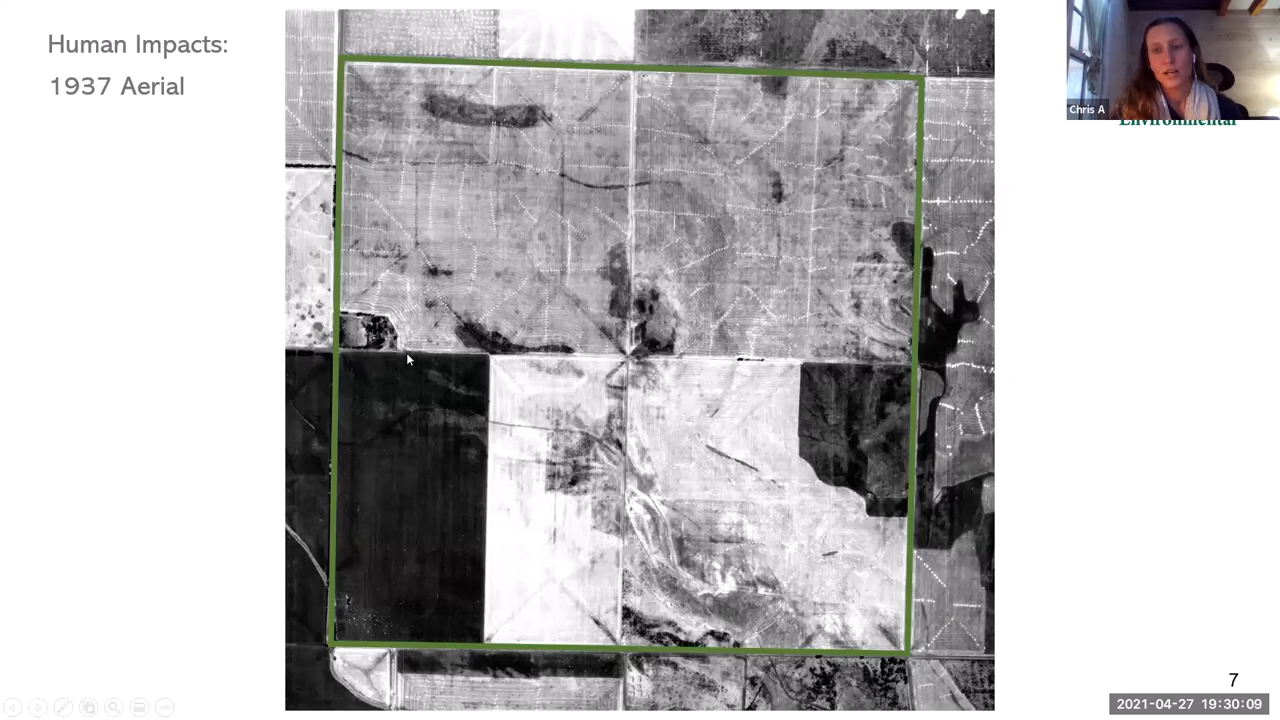 Human Impacts:
1937 Aerial
Chris A
Environmental
7
2021-04-27 19:30:09